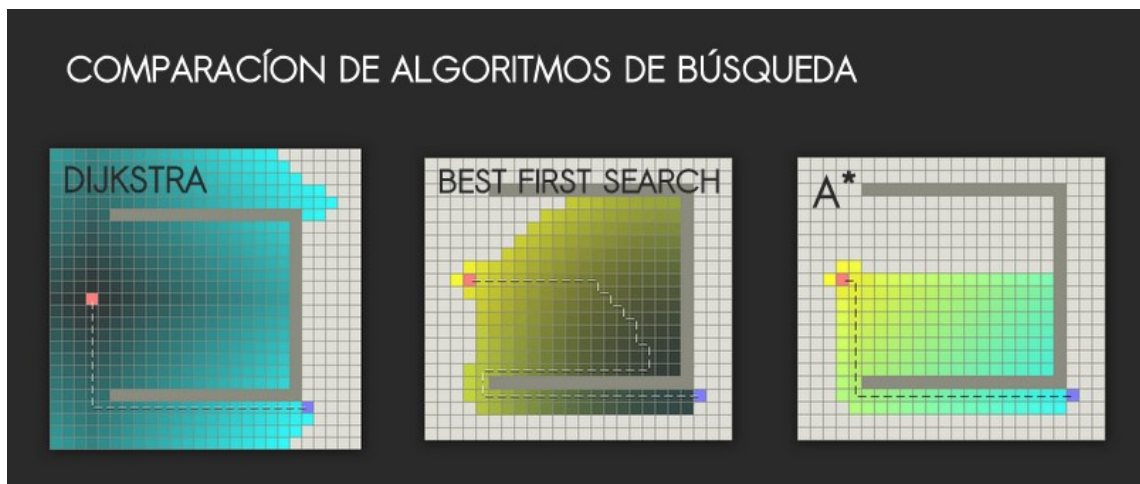 COMPARACÍON DE ALGORITMOS DE BÚSQUEDA
DIJKSTRA
BEST FIRST SEARCH
A*